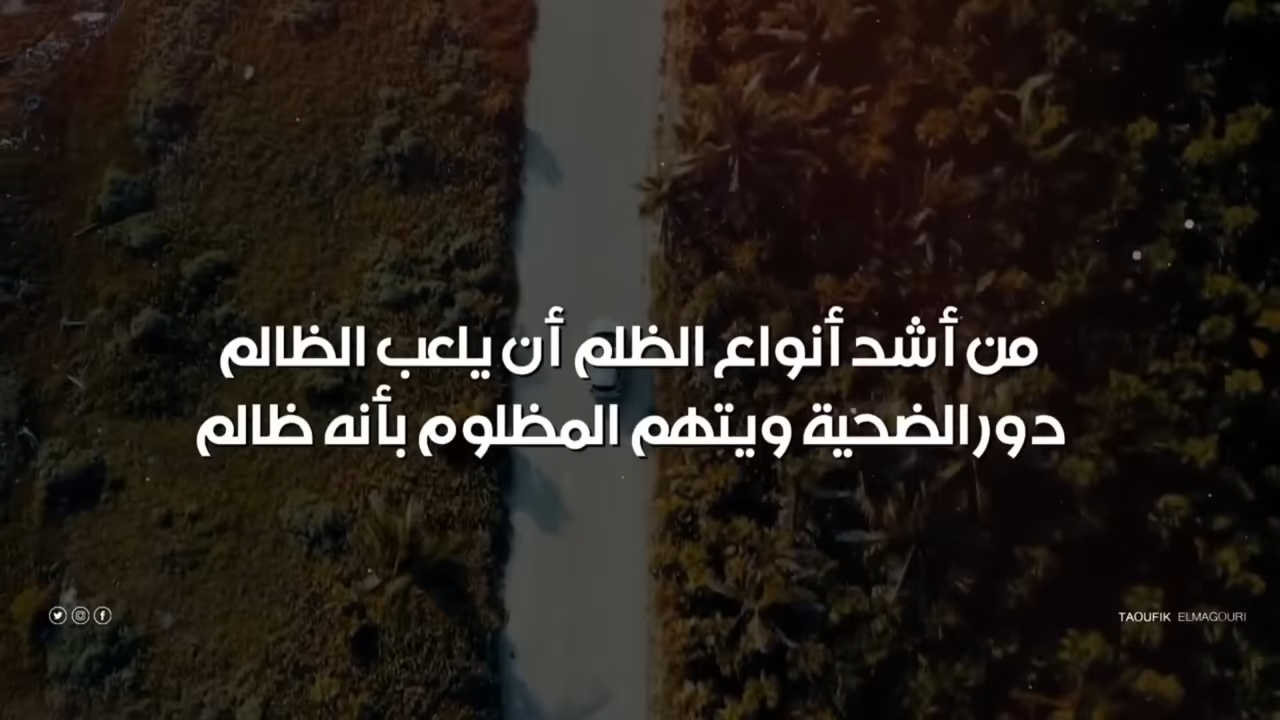 من أشد أنواع الظلم أن يلعب الظالم
دور الضحية ويتهم المظلوم بأنه ظالم
TAOUFIK ELMAGOURI